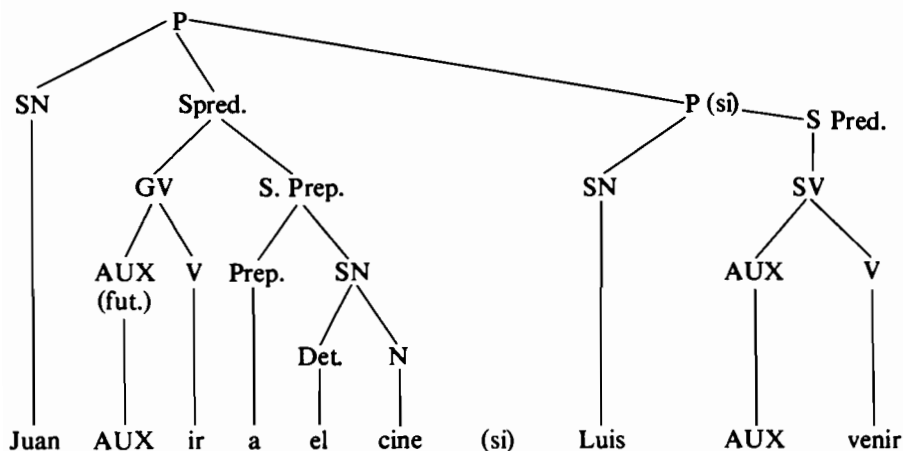 P
SN Spred. P (si) S Pred.
GV S. Prep. SN SV
AUX V Prep. SN AUX V
(fut.)
Det. N
Juan AUX ir a el cine (si) Luis AUX venir